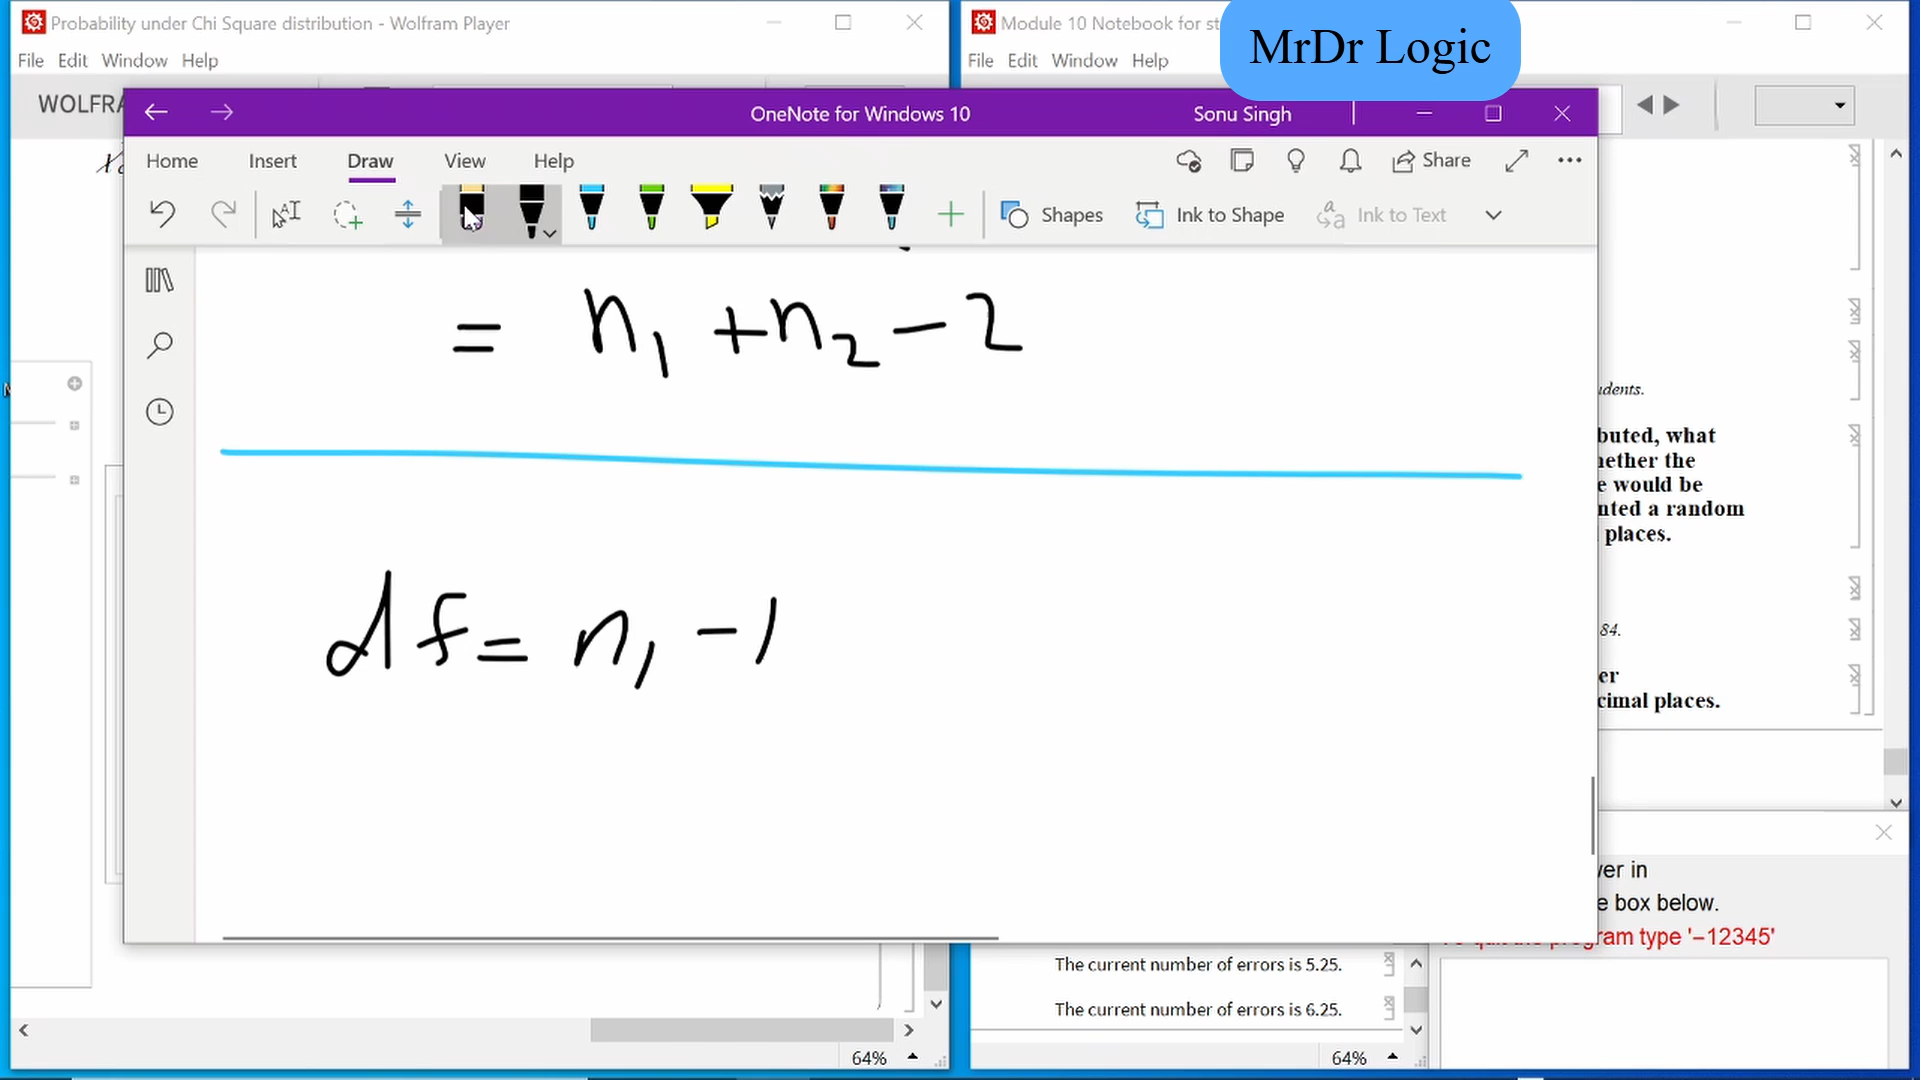 Probability under Chi Square distribution - Wolfram Player
File Edit Window Help
WOLFRA
Module 10 Notebook for st
File Edit Window Help
MrDr Logic
OneNote for Windows 10
Sonu Singh
Home Insert Draw View Help
Share
Shapes
Ink to Shape
Ink to Text
= n₁ + n₂ - 2
df = n₁ - 1
udents.
buted, what
hether the
e would be
nted a random
places.
84.
er
cimal places.
ver in
e box below.
program type '-12345'
The current number of errors is 5.25.
The current number of errors is 6.25.
64%
64%